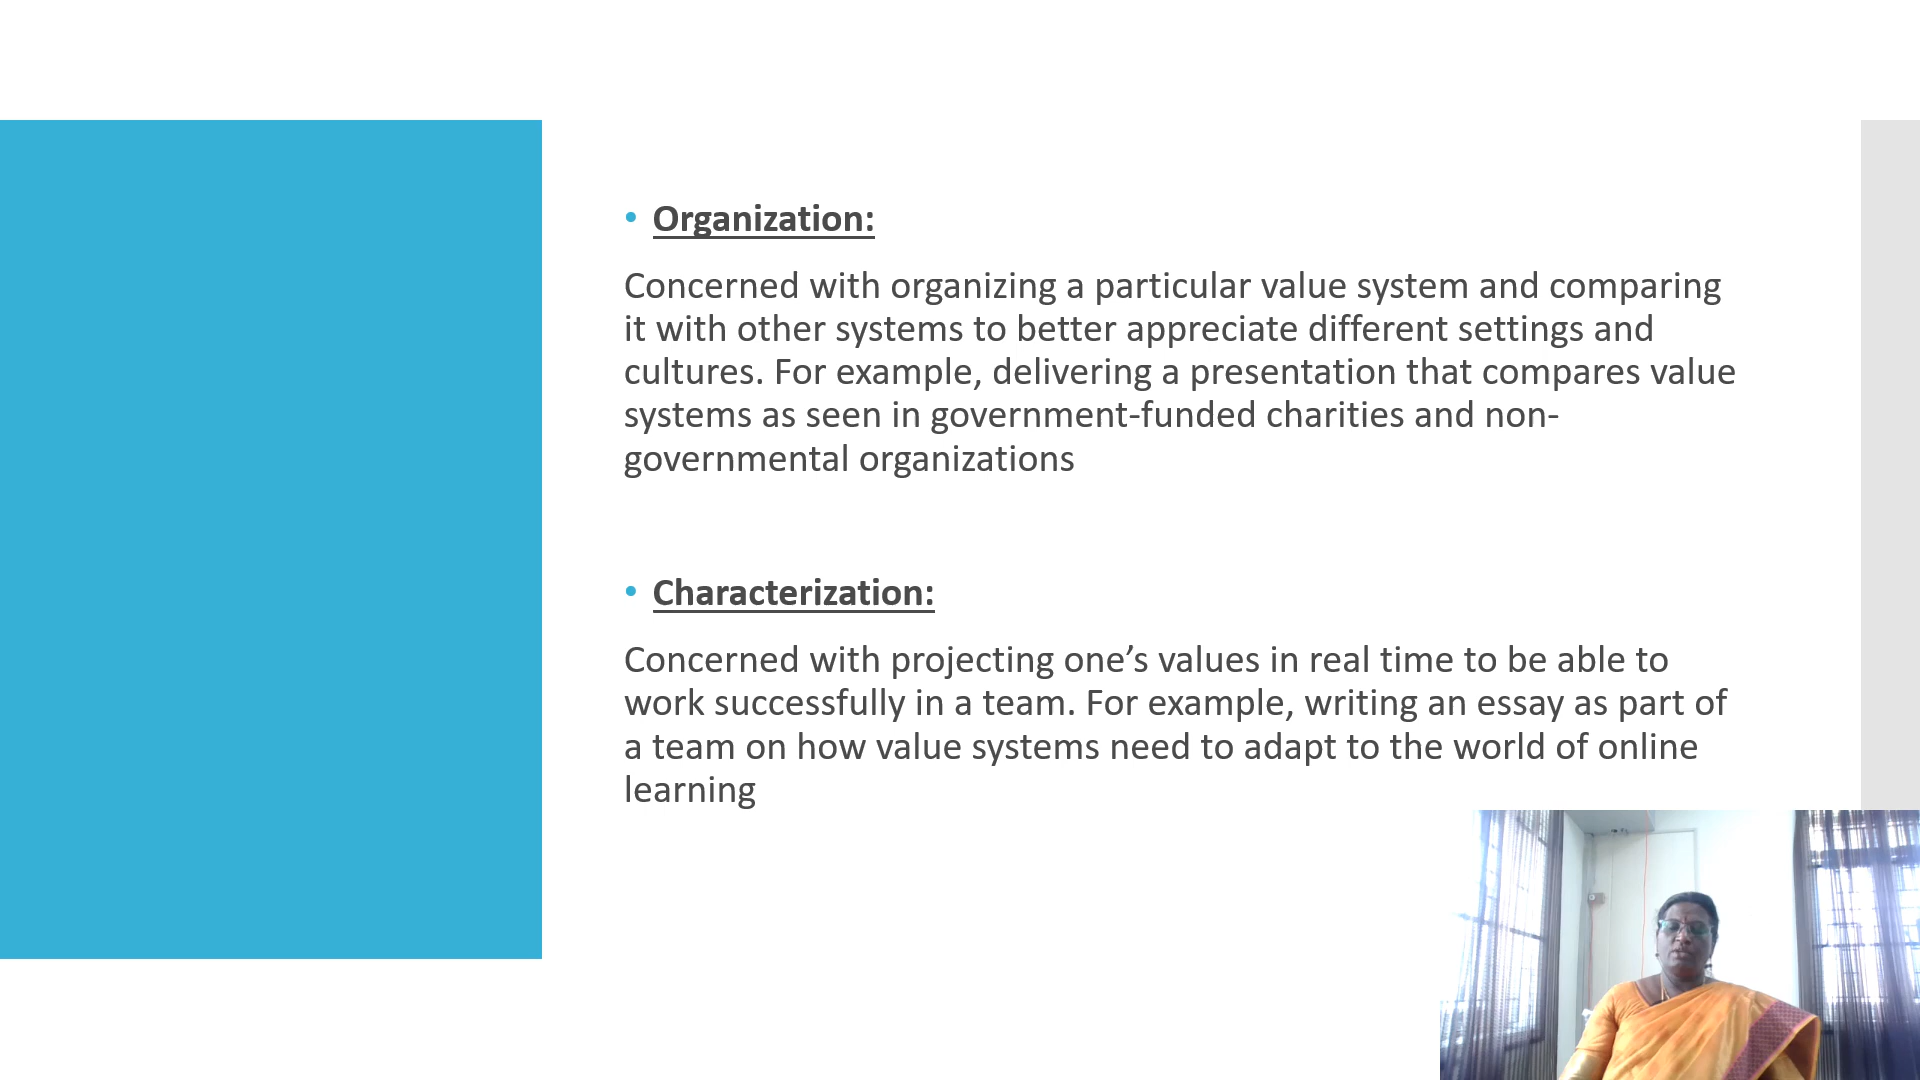 • Organization:
Concerned with organizing a particular value system and comparing
it with other systems to better appreciate different settings and
cultures. For example, delivering a presentation that compares value
systems as seen in government-funded charities and non-
governmental organizations
• Characterization:
Concerned with projecting one’s values in real time to be able to
work successfully in a team. For example, writing an essay as part of
a team on how value systems need to adapt to the world of online
learning